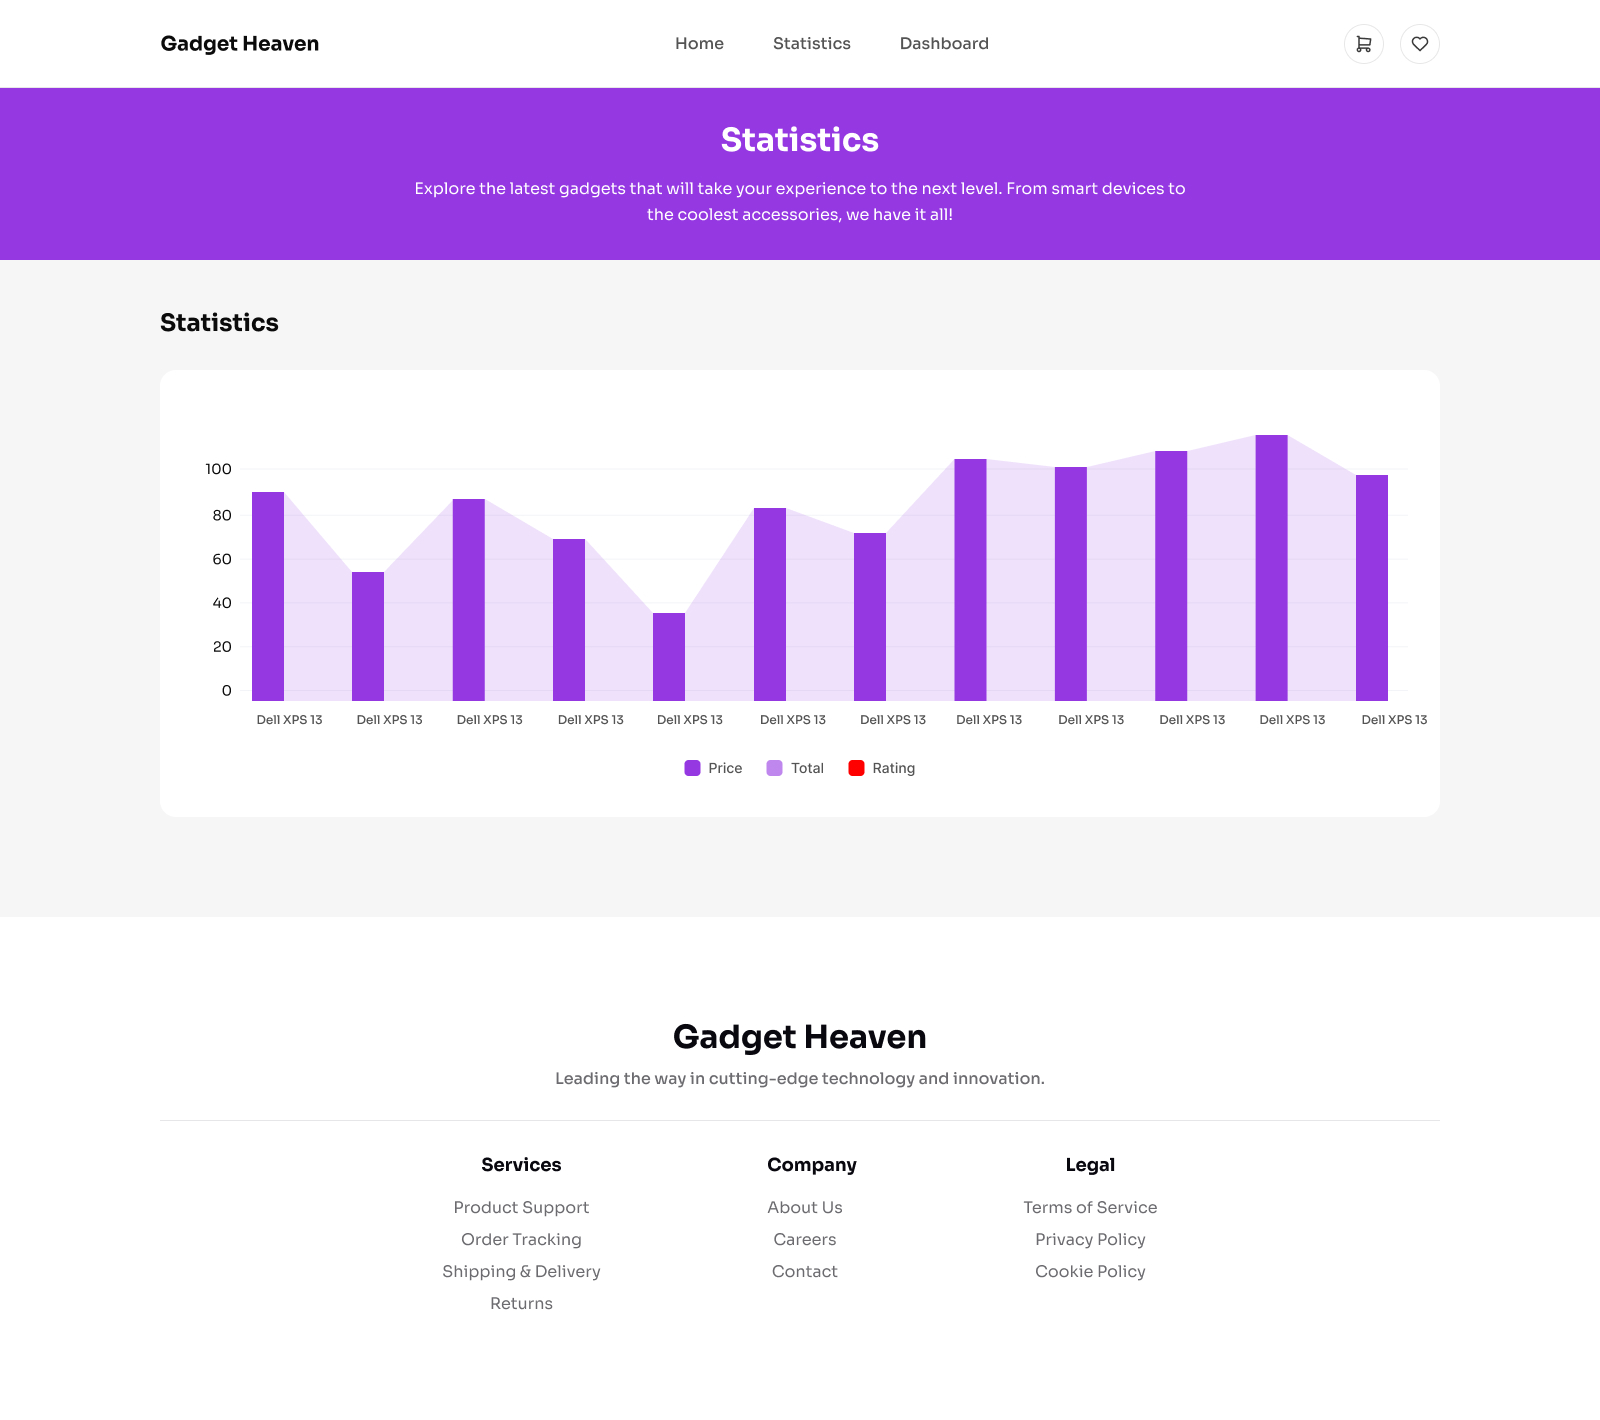 Gadget Heaven
Home Statistics Dashboard
Statistics
Explore the latest gadgets that will take your experience to the next level. From smart devices to
the coolest accessories, we have it all!
Statistics
100
80
60
40
20
0
Dell XPS 13 Dell XPS 13 Dell XPS 13 Dell XPS 13 Dell XPS 13 Dell XPS 13 Dell XPS 13 Dell XPS 13 Dell XPS 13 Dell XPS 13 Dell XPS 13 Dell XPS 13
Price Total Rating
Gadget Heaven
Leading the way in cutting-edge technology and innovation.
Services
Product Support
Order Tracking
Shipping & Delivery
Returns
Company
About Us
Careers
Contact
Legal
Terms of Service
Privacy Policy
Cookie Policy